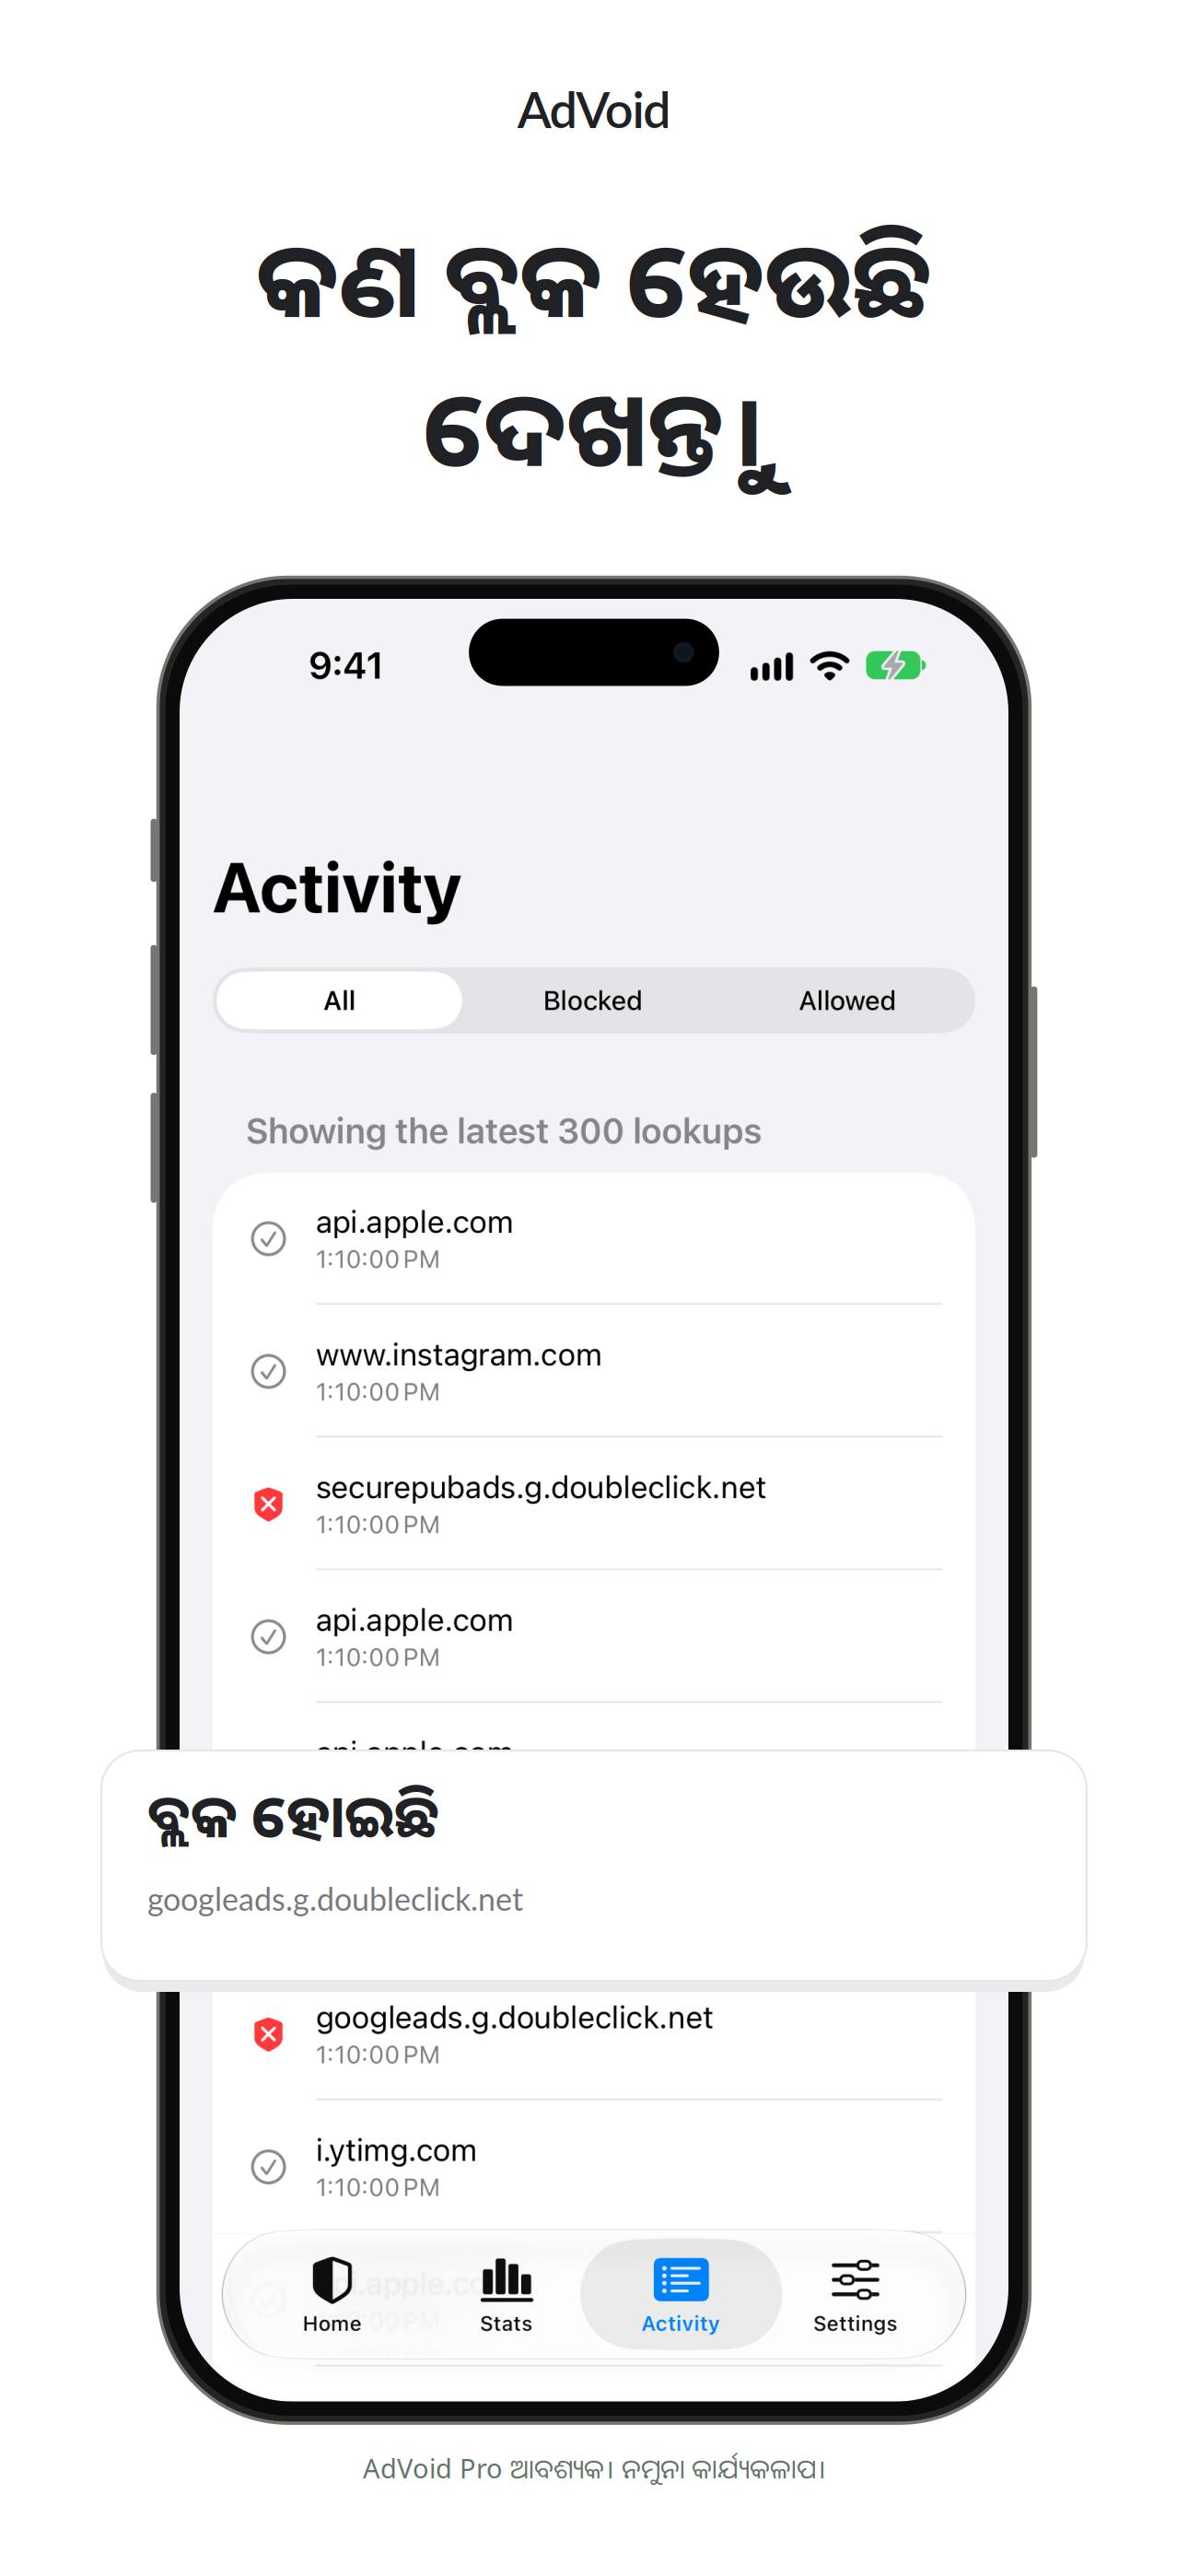 AdVoid
କଣ ବ୍ଲକ ହେଉଛି
ଦେଖନ୍ତୁ।
9:41
Activity
All Blocked Allowed
Showing the latest 300 lookups
api.apple.com
1:10:00 PM
www.instagram.com
1:10:00 PM
securepubads.g.doubleclick.net
1:10:00 PM
api.apple.com
1:10:00 PM
api.apple.com
ବ୍ଲକ ହୋଇଛି
googleads.g.doubleclick.net
googleads.g.doubleclick.net
1:10:00 PM
i.ytimg.com
1:10:00 PM
Home Stats Activity Settings
AdVoid Pro ଆବଶ୍ୟକ। ନମୁନା କାର୍ଯ୍ୟକଳାପ।